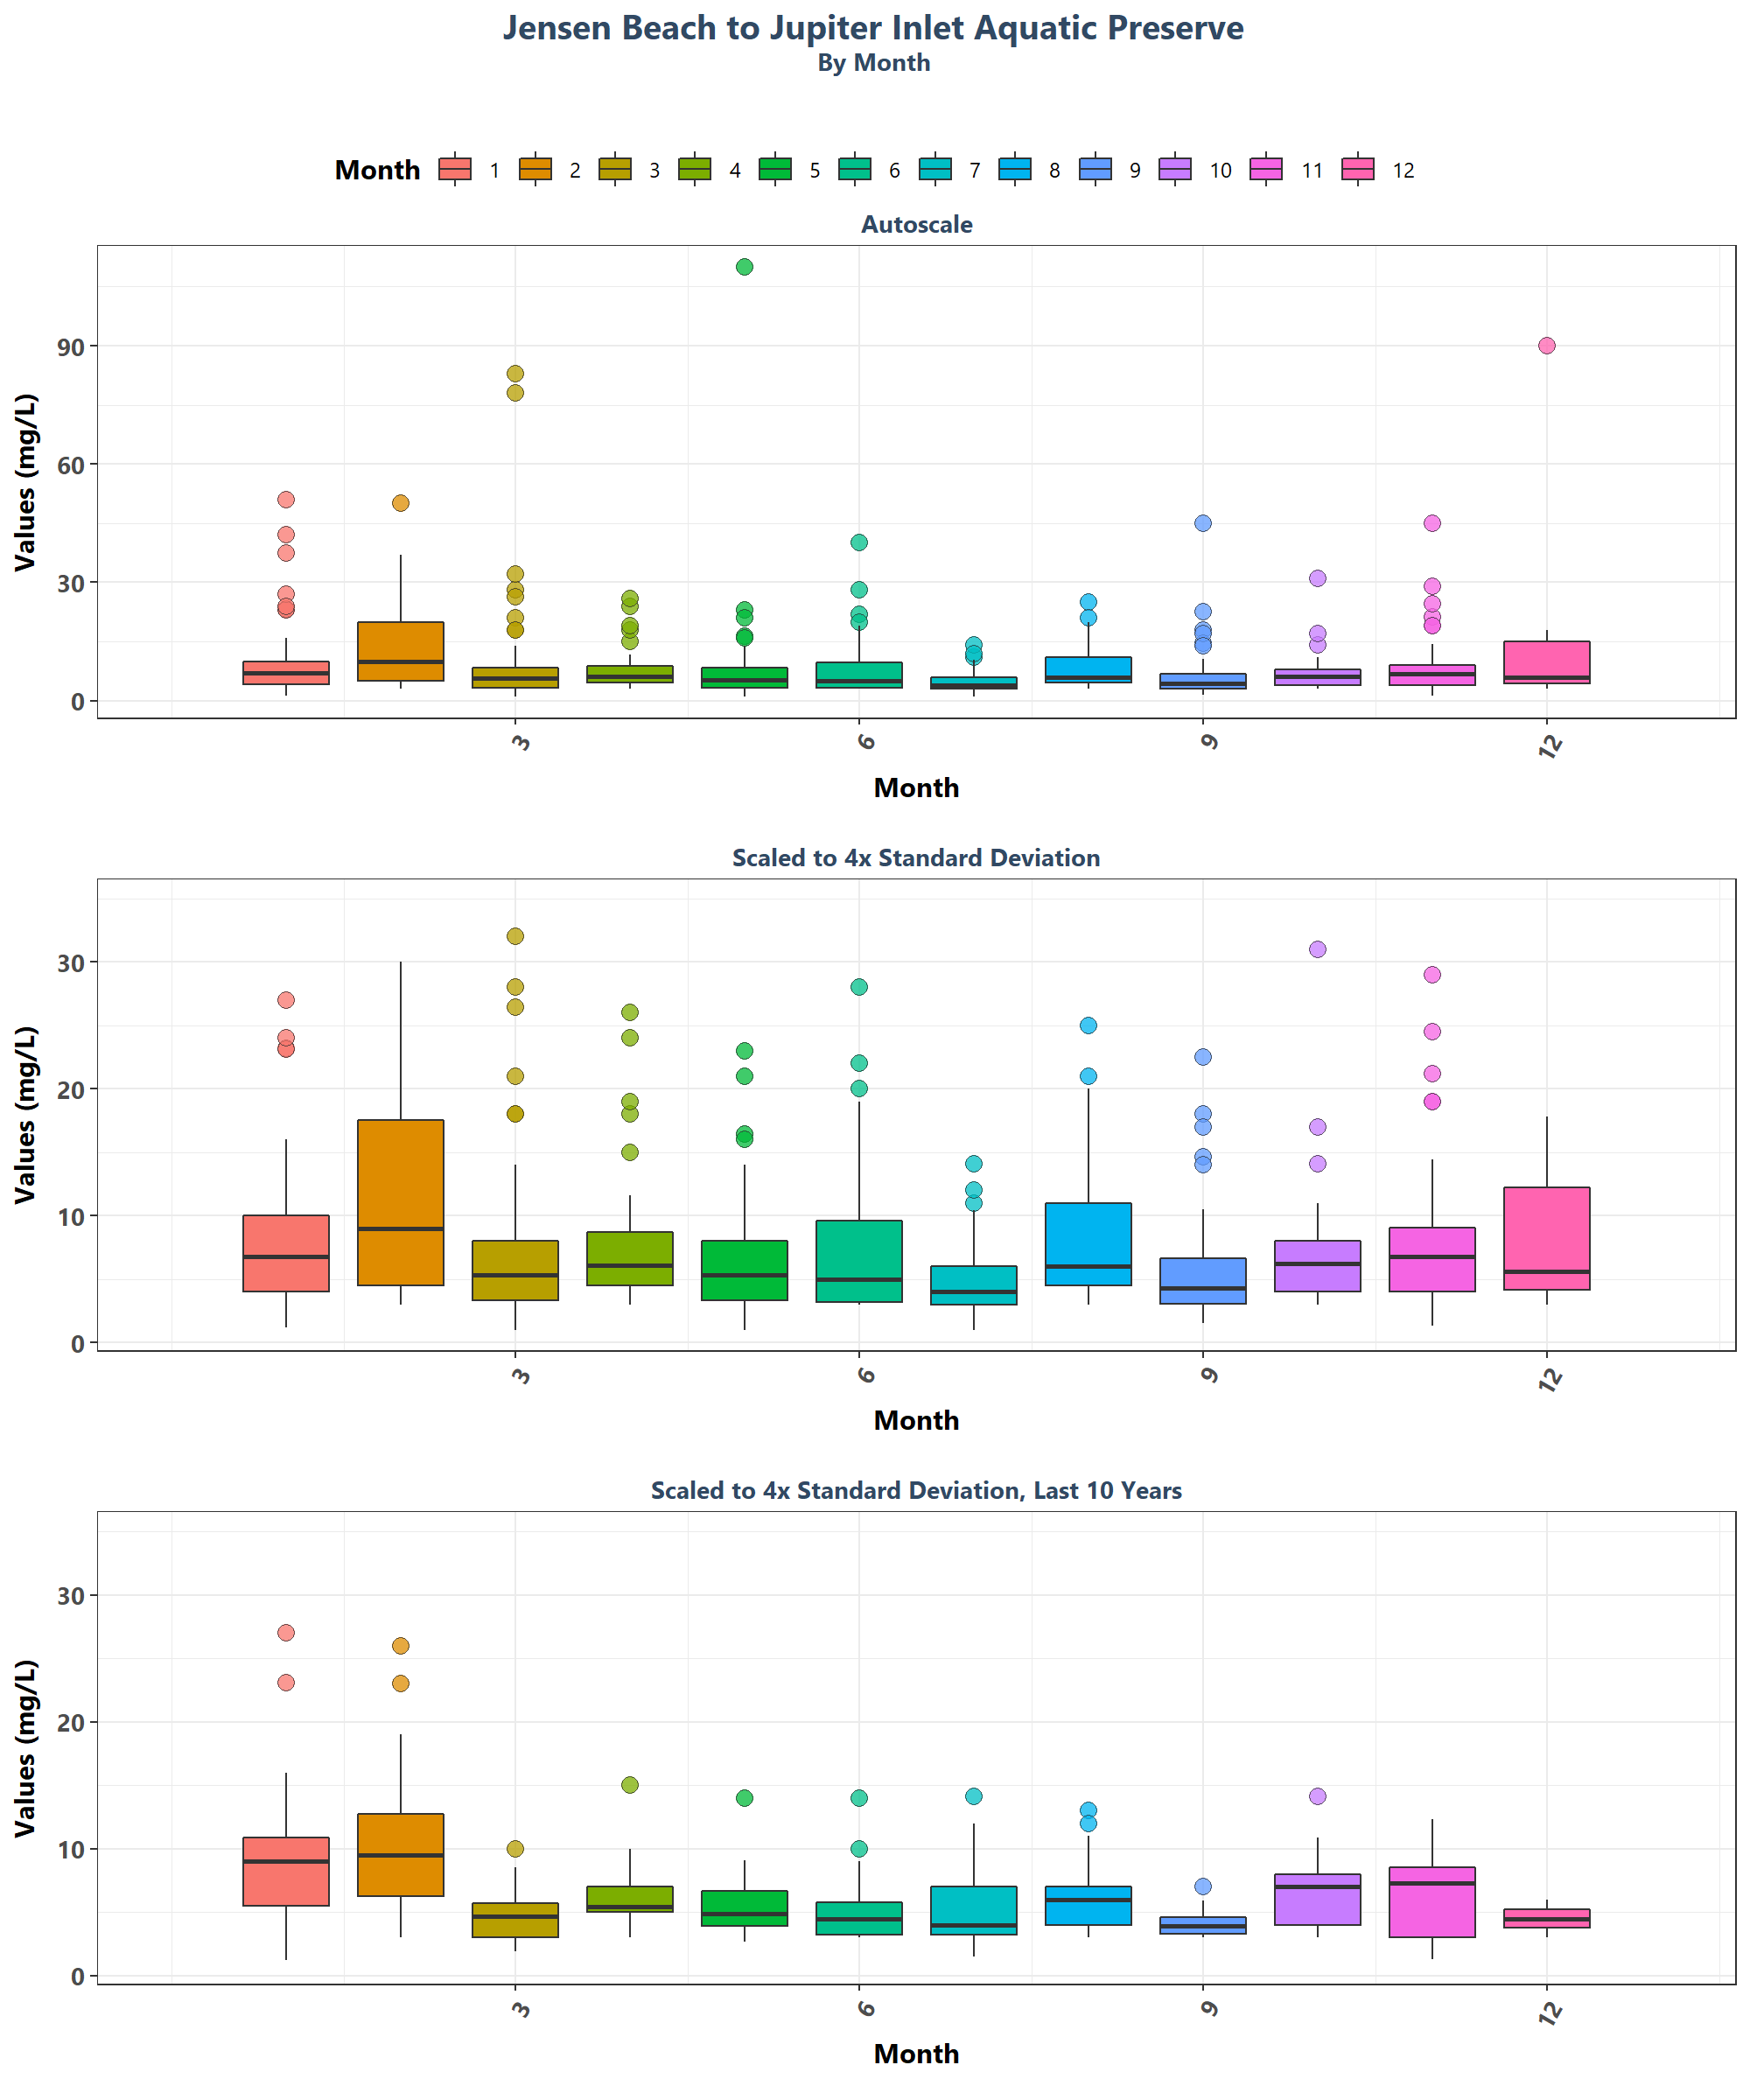 Jensen Beach to Jupiter Inlet Aquatic Preserve
By Month
Month 1 2 3 4 5 6 7 8 9 10 11 12
Autoscale
Values (mg/L)
90
60
30
0
3 6 9 12
Month
Scaled to 4x Standard Deviation
Values (mg/L)
30
20
10
0
3 6 9 12
Month
Scaled to 4x Standard Deviation, Last 10 Years
Values (mg/L)
30
20
10
0
3 6 9 12
Month